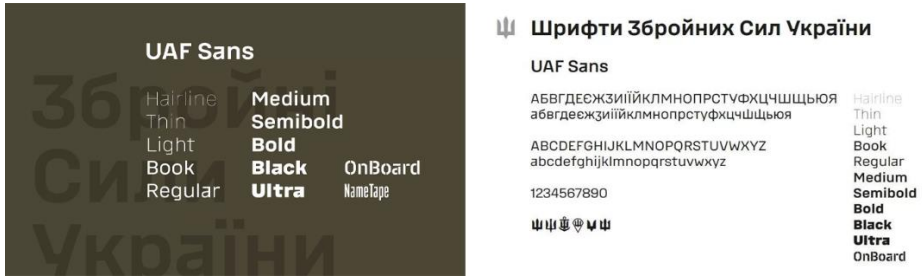 UAF Sans
Збройні
Сили
України
Hairline Medium
Thin Semibold
Light Bold
Book Black OnBoard
Regular Ultra NameTape
Шрифти Збройних Сил України
UAF Sans
АБВГДЕЄЖЗИІЇЙКЛМНОПРСТУФХЦЧШЩЬЮЯ
абвгдеєжзиіїйклмнопрстуфхцчшщьюя
ABCDEFGHIJKLMNOPQRSTUVWXYZ
abcdefghijklmnopqrstuvwxyz
1234567890
Hairline
Thin
Light
Book
Regular
Medium
Semibold
Bold
Black
Ultra
OnBoard